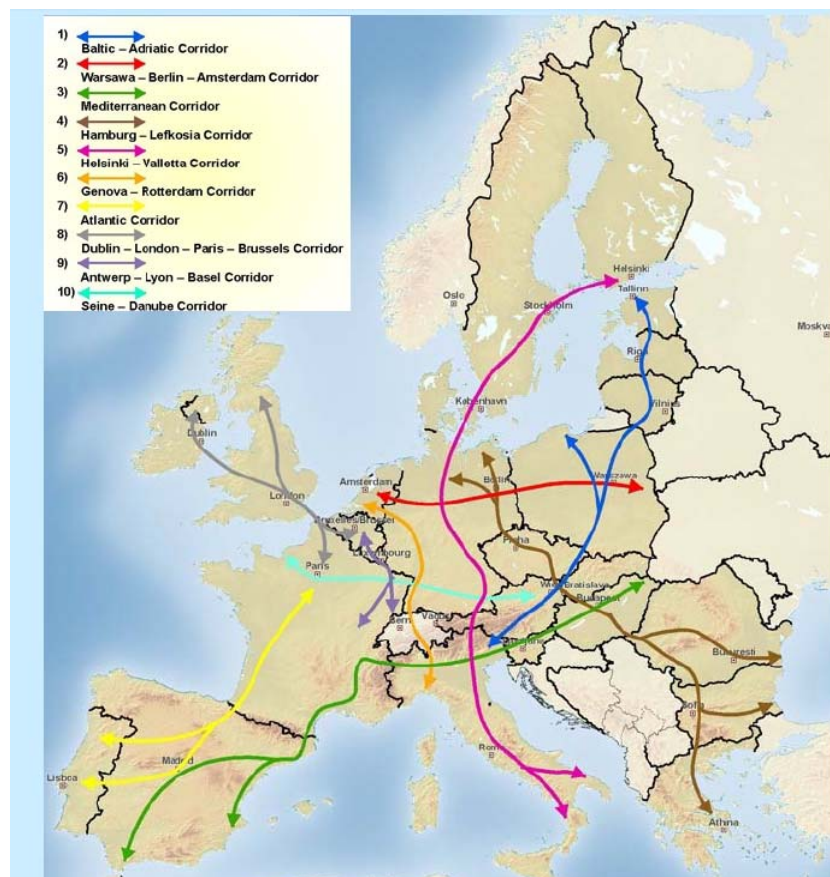 1)
Baltic – Adriatic Corridor
2)
Warsawa – Berlin – Amsterdam Corridor
3)
Mediterranean Corridor
4)
Hamburg – Lefkosia Corridor
5)
Helsinki – Valletta Corridor
6)
Genova – Rotterdam Corridor
7)
Atlantic Corridor
8)
Dublin – London – Paris – Brussels Corridor
9)
Antwerp – Lyon – Basel Corridor
10)
Seine – Danube Corridor
Helsinki
Tallinn
Oslo
Stockholm
Moskva
Riga
København
Vilnius
Dublin
Amsterdam
Berlin
Warszawa
London
Bruxelles/Brussel
Praha
Luxembourg
Paris
Wien
Bratislava
Budapest
Bern
Vaduz
Bucuresti
Sofia
Roma
Madrid
Lisboa
Athina